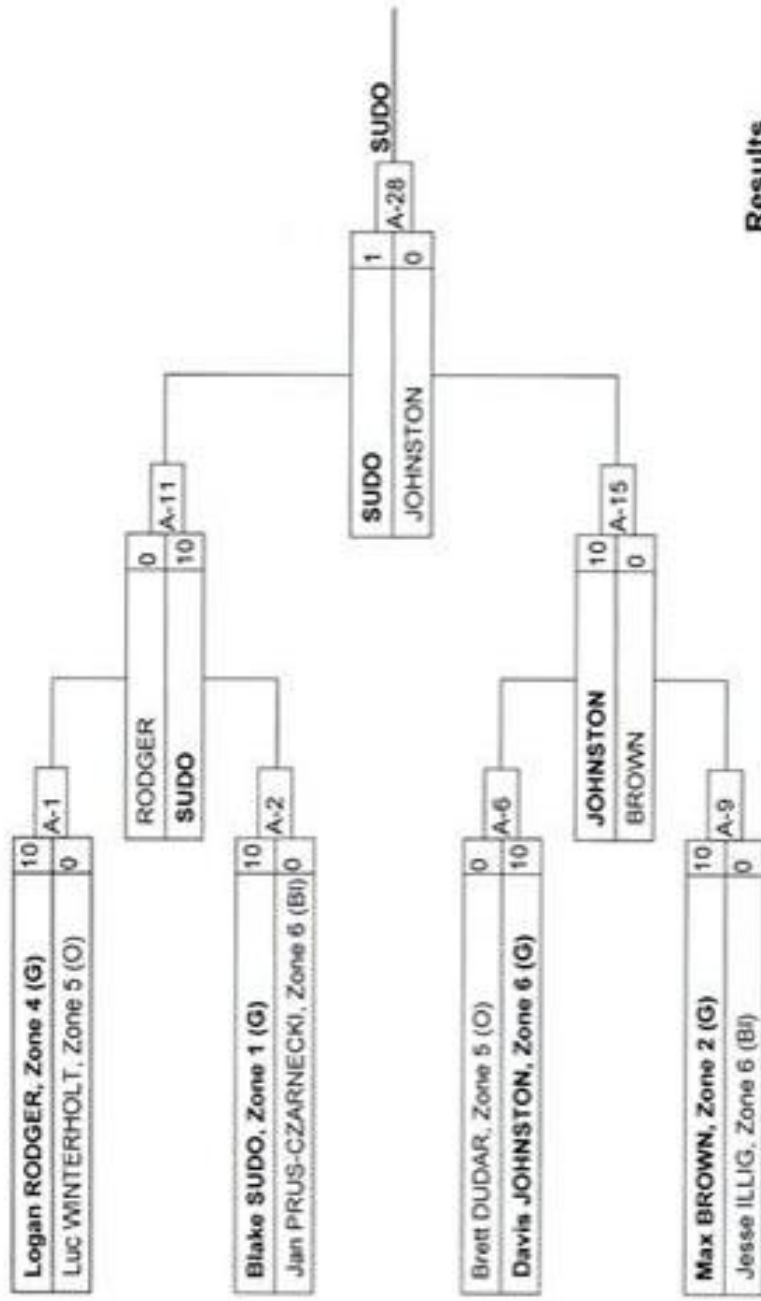 Logan RODGER, Zone 4 (G) 10
A-1
Luc WINTERHOLT, Zone 5 (O) 0
RODGER 0
A-11
SUDO 10
Blake SUDO, Zone 1 (G) 10
A-2
Jan PRUS-CZARNECKI, Zone 6 (Bl) 0
SUDO 1
A-28
JOHNSTON 0
SUDO
Brett DUDAR, Zone 5 (O) 0
A-6
Davis JOHNSTON, Zone 6 (G) 10
JOHNSTON 10
A-15
BROWN 0
Max BROWN, Zone 2 (G) 10
A-9
Jesse ILLIG, Zone 6 (Bl) 0
Results